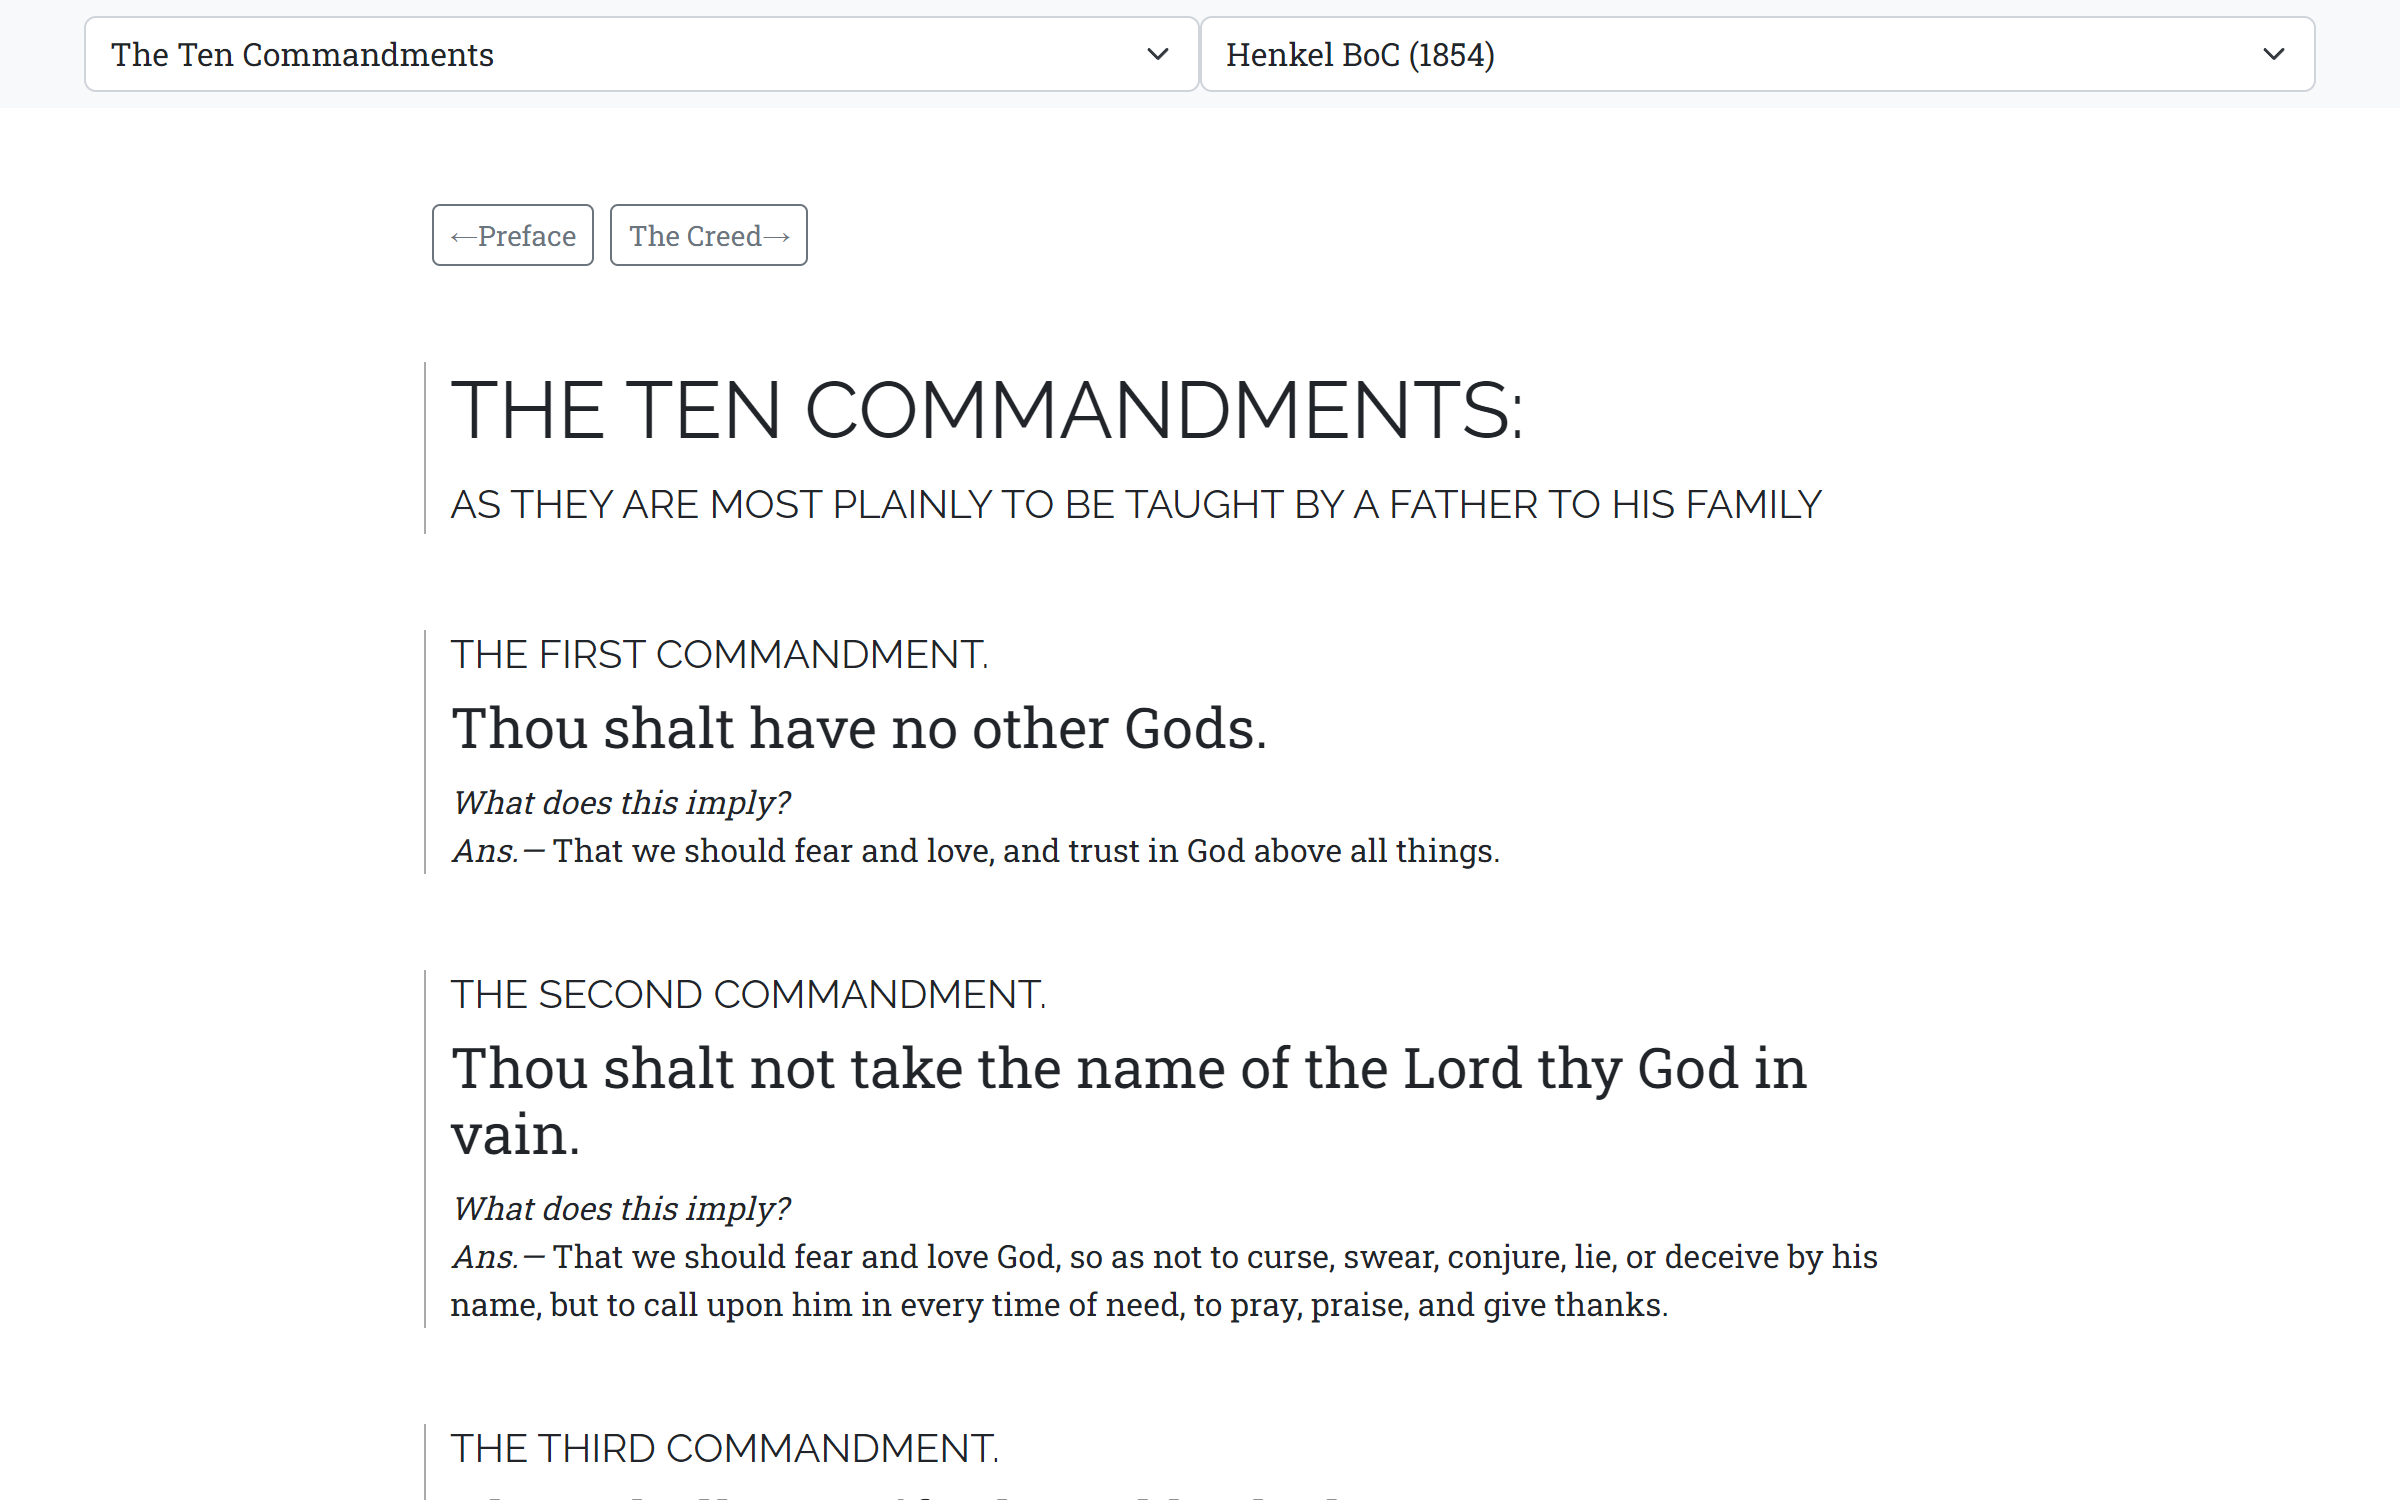 The Ten Commandments
Henkel BoC (1854)
←Preface
The Creed→
THE TEN COMMANDMENTS:
AS THEY ARE MOST PLAINLY TO BE TAUGHT BY A FATHER TO HIS FAMILY
THE FIRST COMMANDMENT.
Thou shalt have no other Gods.
What does this imply?
Ans.— That we should fear and love, and trust in God above all things.
THE SECOND COMMANDMENT.
Thou shalt not take the name of the Lord thy God in
vain.
What does this imply?
Ans.— That we should fear and love God, so as not to curse, swear, conjure, lie, or deceive by his
name, but to call upon him in every time of need, to pray, praise, and give thanks.
THE THIRD COMMANDMENT.